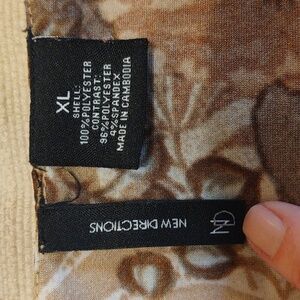 XL
SHELL:
100%POLYESTER
CONTRAST:
96%POLYESTER
4%SPANDEX
MADE IN CAMBODIA
NEW DIRECTIONS